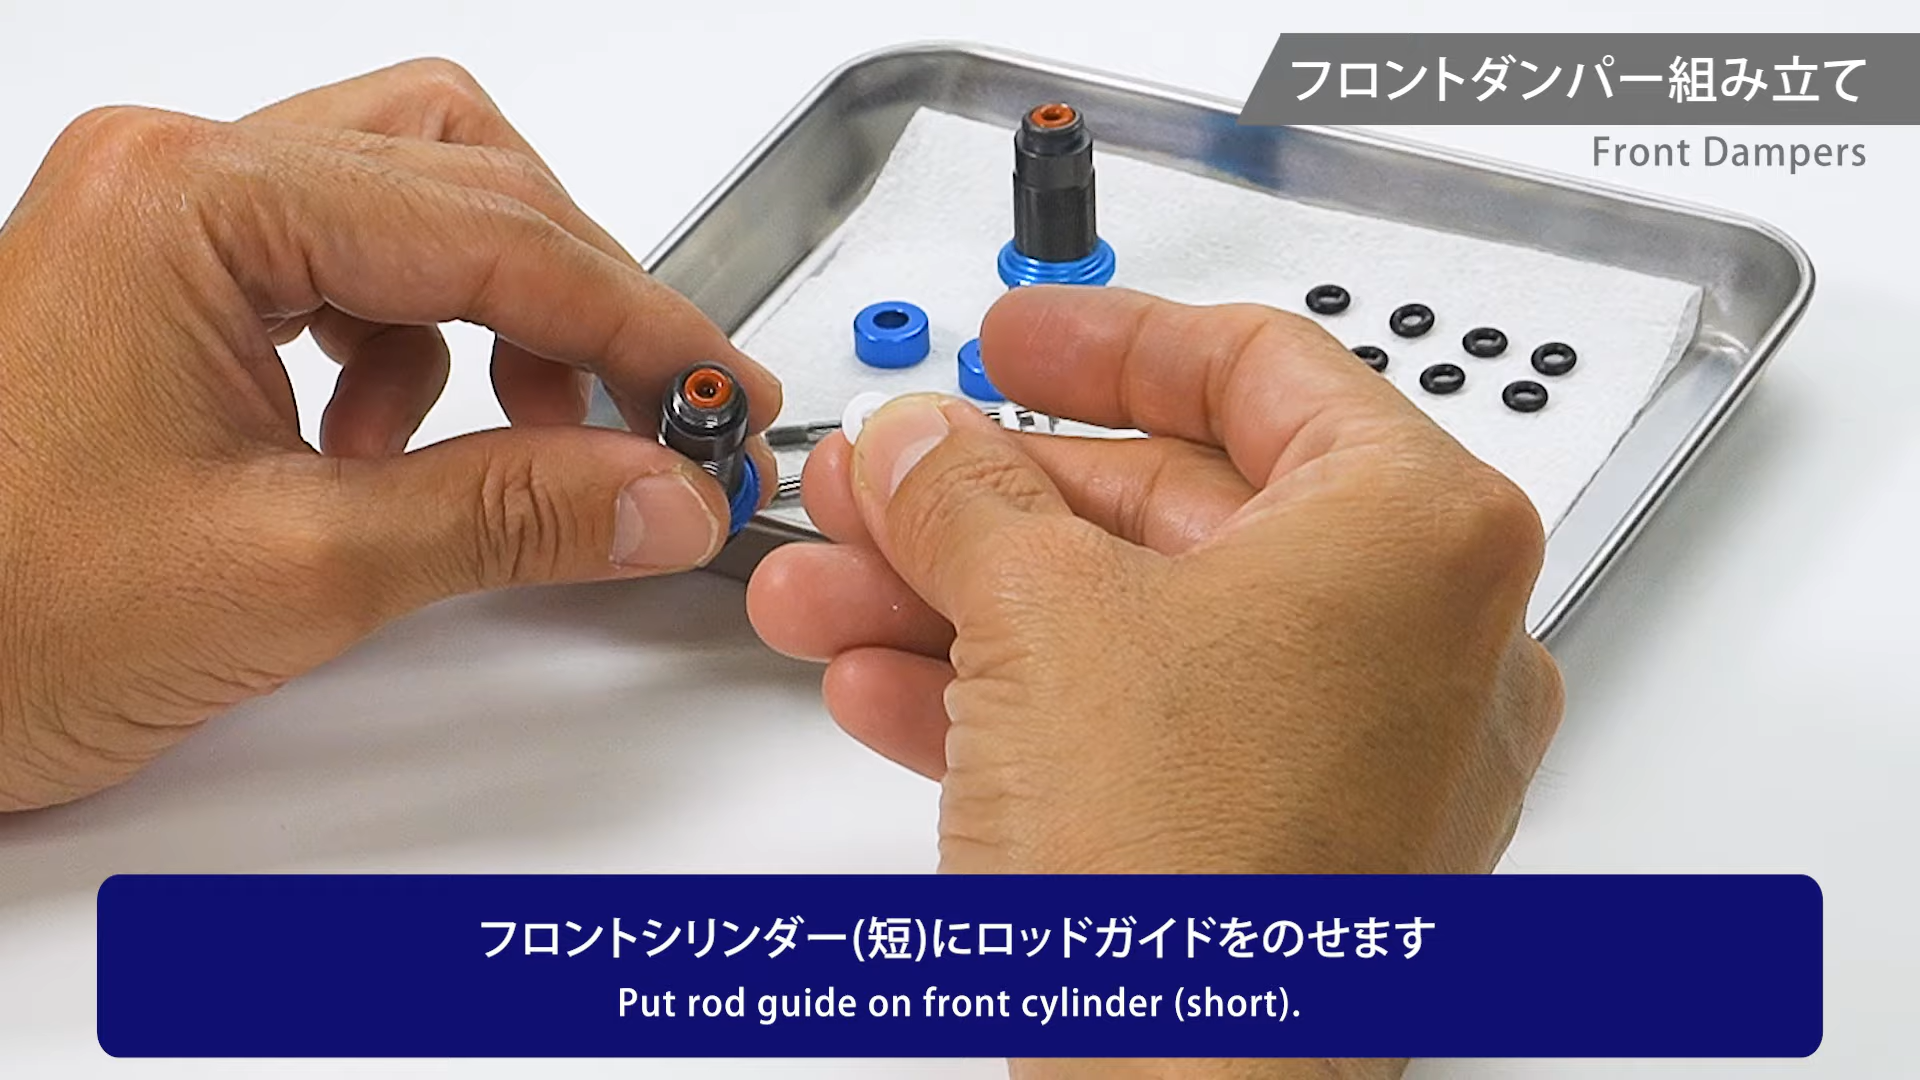 フロントダンパー組み立て
Front Dampers
フロントシリンダー(短)にロッドガイドをのせます
Put rod guide on front cylinder (short).